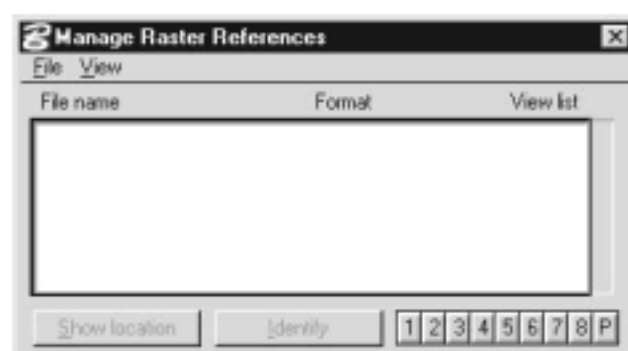 Manage Raster References
File View
File name Format View list
Show location Identify 1 2 3 4 5 6 7 8 P